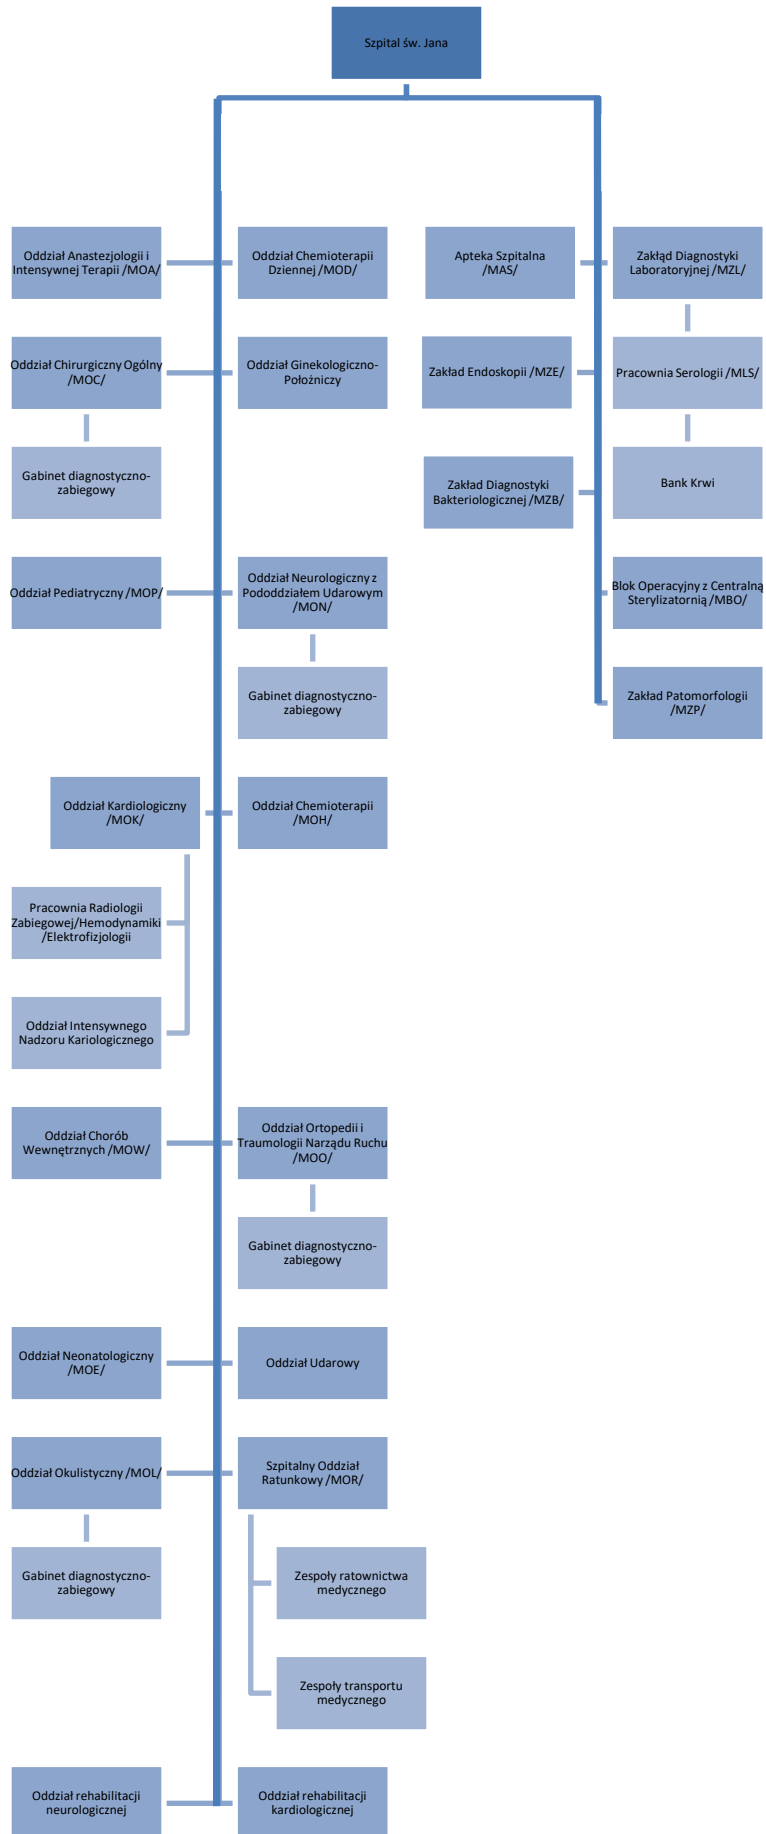 Szpital św. Jana
Oddział Anastezjologii i
Intensywnej Terapii /MOA/
Oddział Chemioterapii
Dziennej /MOD/
Apteka Szpitalna
/MAS/
Zakłąd Diagnostyki
Laboratoryjnej /MZL/
Oddział Chirurgiczny Ogólny
/MOC/
Oddział Ginekologiczno-
Położniczy
Zakład Endoskopii /MZE/
Pracownia Serologii /MLS/
Gabinet diagnostyczno-
zabiegowy
Zakład Diagnostyki
Bakteriologicznej /MZB/
Bank Krwi
Oddział Pediatryczny /MOP/
Oddział Neurologiczny z
Pododdziałem Udarowym
/MON/
Blok Operacyjny z Centralną
Sterylizatornią /MBO/
Gabinet diagnostyczno-
zabiegowy
Zakład Patomorfologii
/MZP/
Oddział Kardiologiczny
/MOK/
Oddział Chemioterapii
/MOH/
Pracownia Radiologii
Zabiegowej/Hemodynamiki
/Elektrofizjologii
Oddział Intensywnego
Nadzoru Kariologicznego
Oddział Chorób
Wewnętrznych /MOW/
Oddział Ortopedii i
Traumologii Narządu Ruchu
/MOO/
Gabinet diagnostyczno-
zabiegowy
Oddział Neonatologiczny
/MOE/
Oddział Udarowy
Oddział Okulistyczny /MOL/
Szpitalny Oddział
Ratunkowy /MOR/
Gabinet diagnostyczno-
zabiegowy
Zespoły ratownictwa
medycznego
Zespoły transportu
medycznego
Oddział rehabilitacji
neurologicznej
Oddział rehabilitacji
kardiologicznej